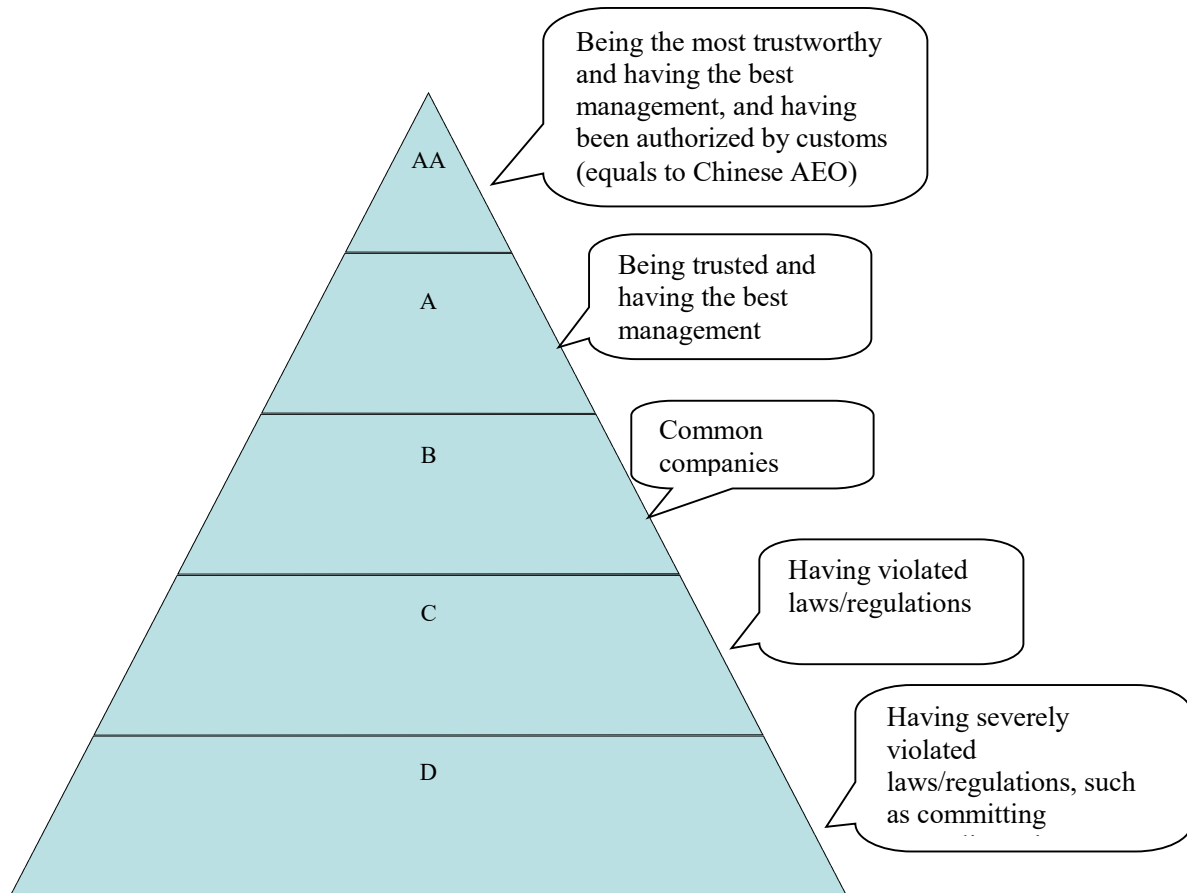 Being the most trustworthy
and having the best
management, and having
been authorized by customs
(equals to Chinese AEO)
AA
Being trusted and
having the best
management
A
Common
companies
B
Having violated
laws/regulations
C
Having severely
violated
laws/regulations, such
as committing
D